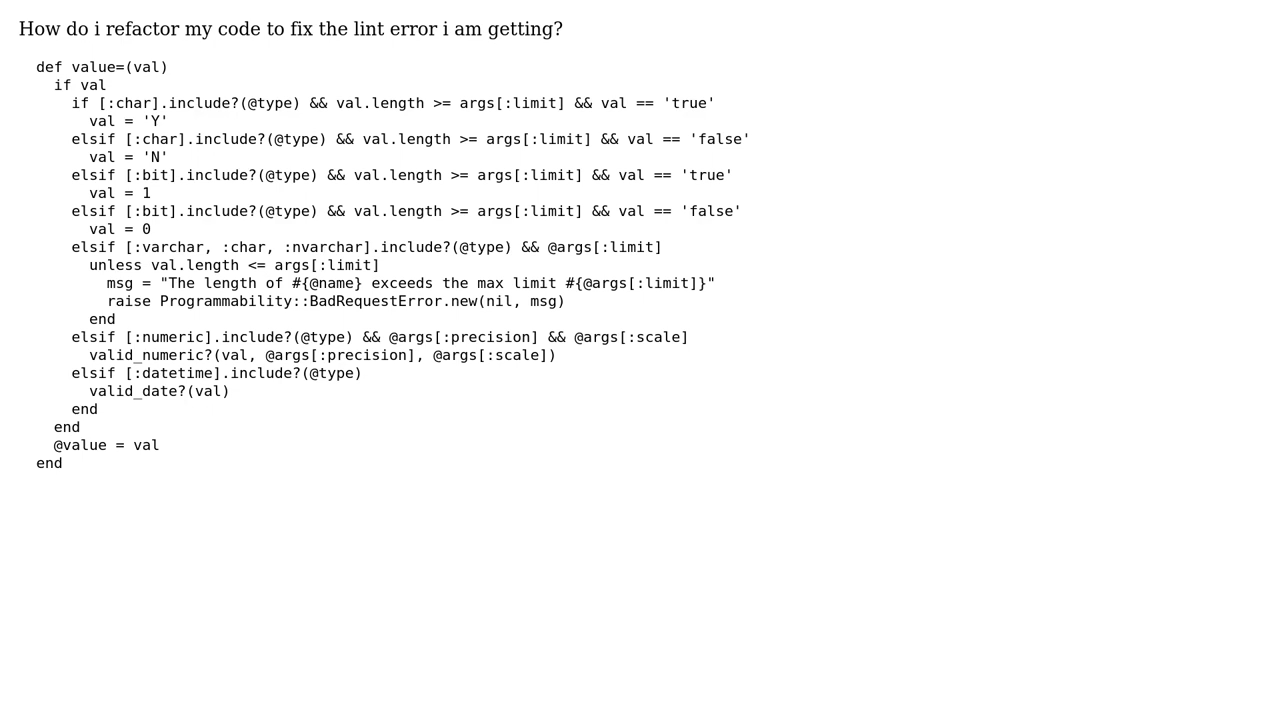 How do i refactor my code to fix the lint error i am getting?
def value=(val)
  if val
    if [:char].include?(@type) && val.length >= args[:limit] && val == 'true'
      val = 'Y'
    elsif [:char].include?(@type) && val.length >= args[:limit] && val == 'false'
      val = 'N'
    elsif [:bit].include?(@type) && val.length >= args[:limit] && val == 'true'
      val = 1
    elsif [:bit].include?(@type) && val.length >= args[:limit] && val == 'false'
      val = 0
    elsif [:varchar, :char, :nvarchar].include?(@type) && @args[:limit]
      unless val.length <= args[:limit]
        msg = "The length of #{@name} exceeds the max limit #{@args[:limit]}"
        raise Programmability::BadRequestError.new(nil, msg)
      end
    elsif [:numeric].include?(@type) && @args[:precision] && @args[:scale]
      valid_numeric?(val, @args[:precision], @args[:scale])
    elsif [:datetime].include?(@type)
      valid_date?(val)
    end
  end
  @value = val
end